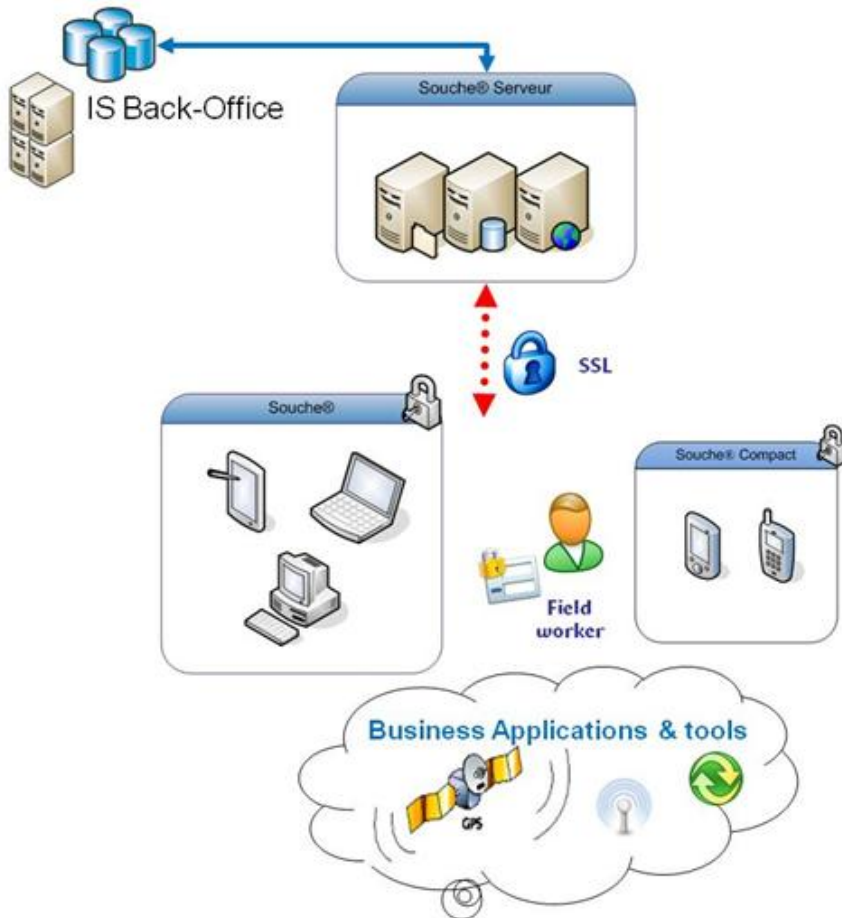 IS Back-Office
Souche® Serveur
SSL
Souche®
Souche® Compact
Field
worker
Business Applications & tools
GPS